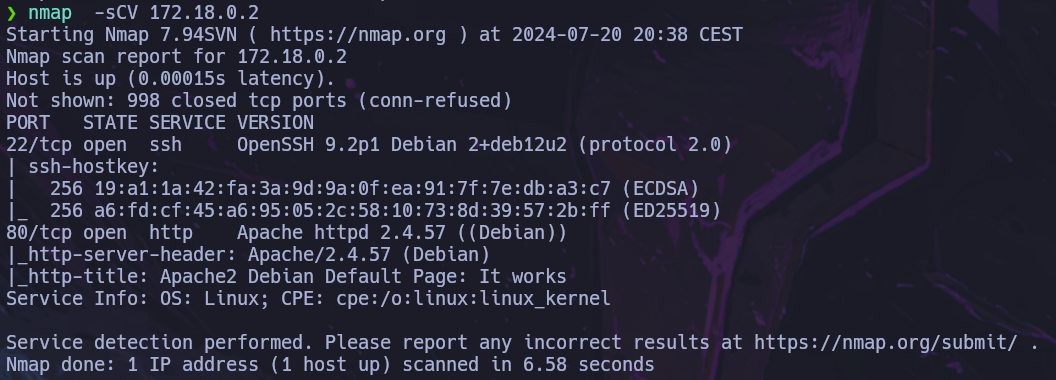 ❯ nmap  -sCV 172.18.0.2
Starting Nmap 7.94SVN ( https://nmap.org ) at 2024-07-20 20:38 CEST
Nmap scan report for 172.18.0.2
Host is up (0.00015s latency).
Not shown: 998 closed tcp ports (conn-refused)
PORT   STATE SERVICE VERSION
22/tcp open  ssh     OpenSSH 9.2p1 Debian 2+deb12u2 (protocol 2.0)
| ssh-hostkey:
|   256 19:a1:1a:42:fa:3a:9d:9a:0f:ea:91:7f:7e:db:a3:c7 (ECDSA)
|_  256 a6:fd:cf:45:a6:95:05:2c:58:10:73:8d:39:57:2b:ff (ED25519)
80/tcp open  http    Apache httpd 2.4.57 ((Debian))
|_http-server-header: Apache/2.4.57 (Debian)
|_http-title: Apache2 Debian Default Page: It works
Service Info: OS: Linux; CPE: cpe:/o:linux:linux_kernel

Service detection performed. Please report any incorrect results at https://nmap.org/submit/ .
Nmap done: 1 IP address (1 host up) scanned in 6.58 seconds